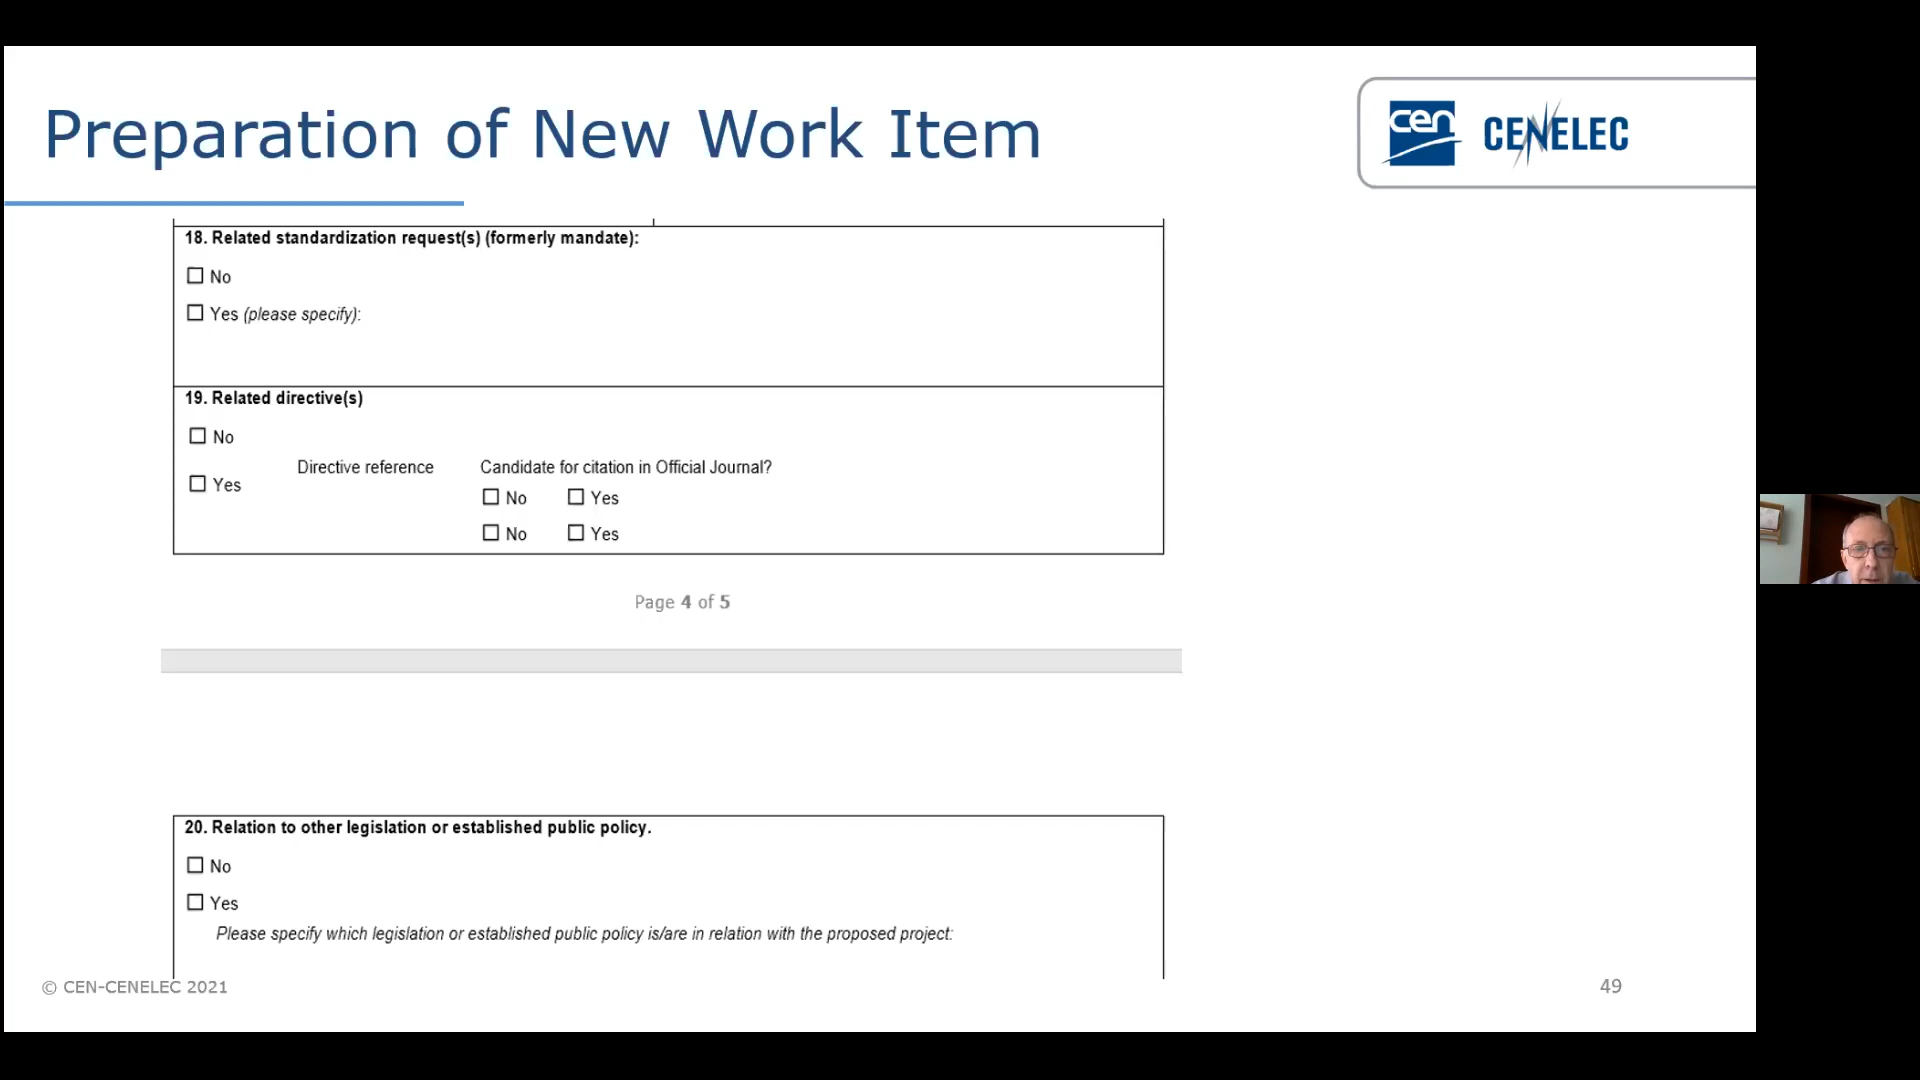 Preparation of New Work Item
cen
CENELEC
18. Related standardization request(s) (formerly mandate):
☐ No
☐ Yes (please specify):
19. Related directive(s)
☐ No
Directive reference Candidate for citation in Official Journal?
☐ Yes
☐ No ☐ Yes
☐ No ☐ Yes
Page 4 of 5
20. Relation to other legislation or established public policy.
☐ No
☐ Yes
Please specify which legislation or established public policy is/are in relation with the proposed project:
© CEN-CENELEC 2021
49